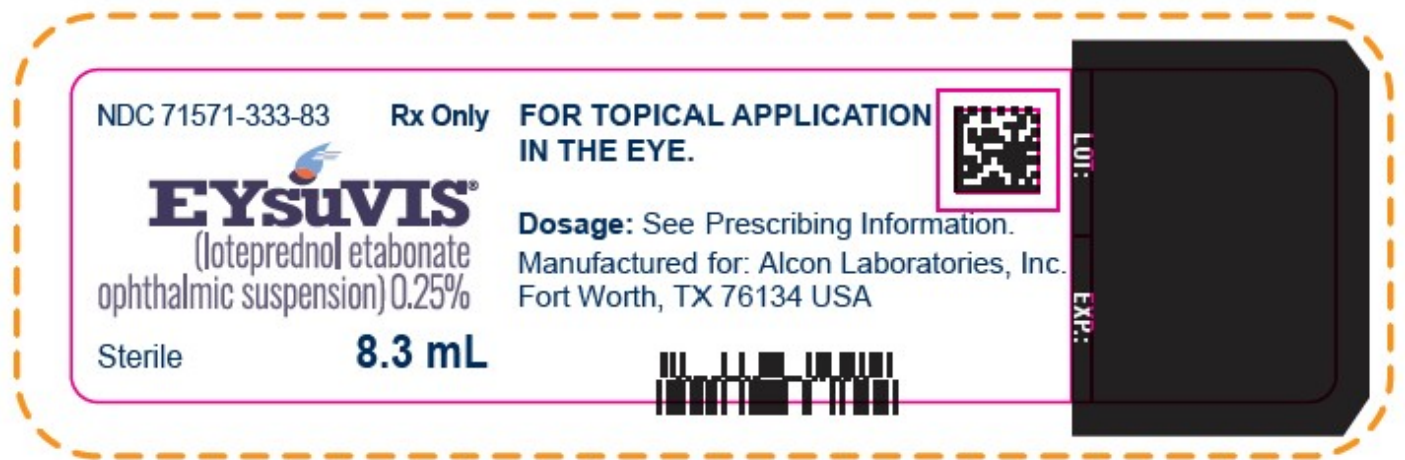 NDC 71571-333-83 Rx Only
EYSUVIS®
(loteprednol etabonate
ophthalmic suspension) 0.25%
Sterile 8.3 mL
FOR TOPICAL APPLICATION
IN THE EYE.
Dosage: See Prescribing Information.
Manufactured for: Alcon Laboratories, Inc.
Fort Worth, TX 76134 USA
LOT:
EXP.: